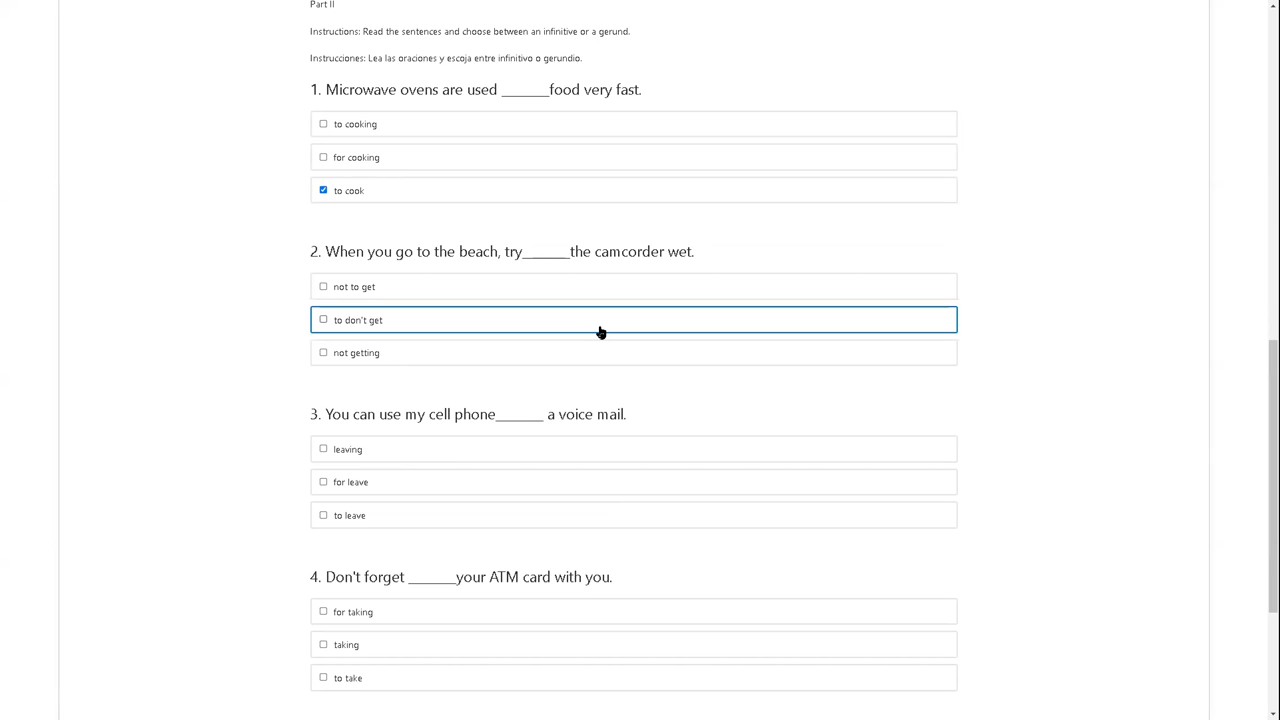 Part II
Instructions: Read the sentences and choose between an infinitive or a gerund.
Instrucciones: Lea las oraciones y escoja entre infinitivo o gerundio.
1. Microwave ovens are used ______food very fast.
to cooking
for cooking
to cook
2. When you go to the beach, try______the camcorder wet.
not to get
to don't get
not getting
3. You can use my cell phone______ a voice mail.
leaving
for leave
to leave
4. Don't forget ______your ATM card with you.
for taking
taking
to take